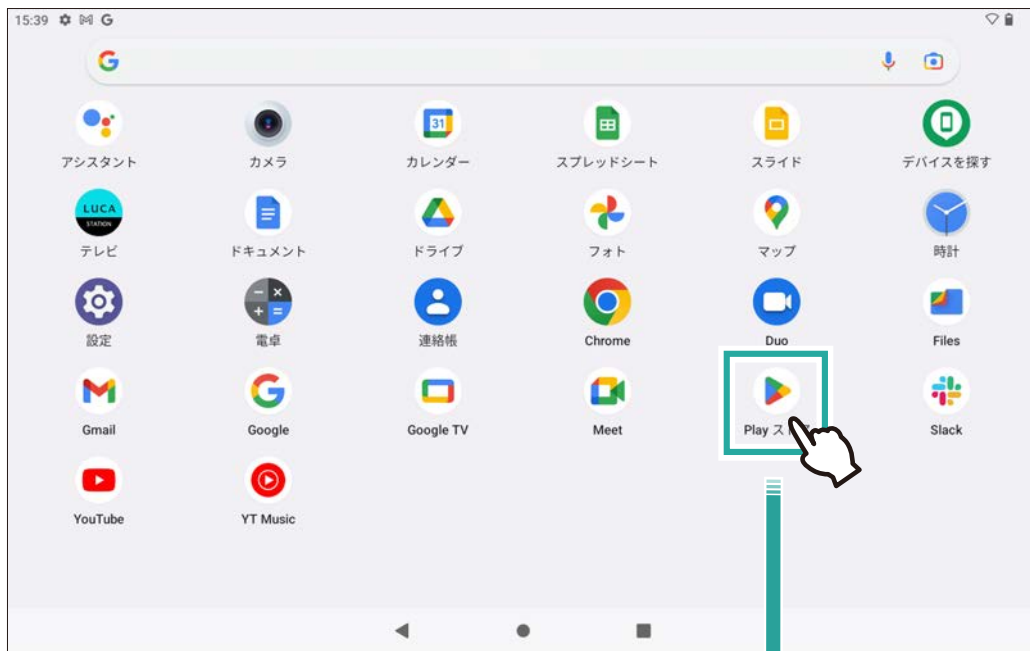 15:39
アシスタント カメラ カレンダー スプレッドシート スライド デバイスを探す
LUCA
STATION
31
テレビ ドキュメント ドライブ フォト マップ 時計
設定 電卓 連絡帳 Chrome Duo Files
Gmail Google Google TV Meet Play スト Slack
YouTube YT Music